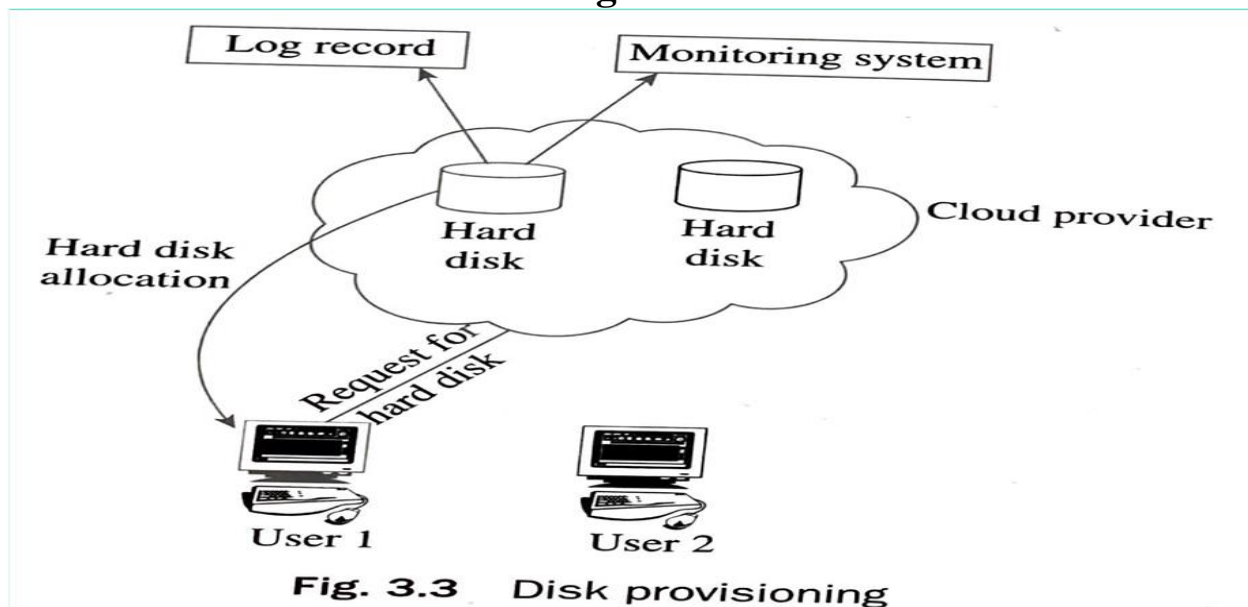 Log record
Monitoring system
Hard
disk
Hard
disk
Cloud provider
Hard disk
allocation
Request for
hard disk
User 1
User 2
Fig. 3.3 Disk provisioning